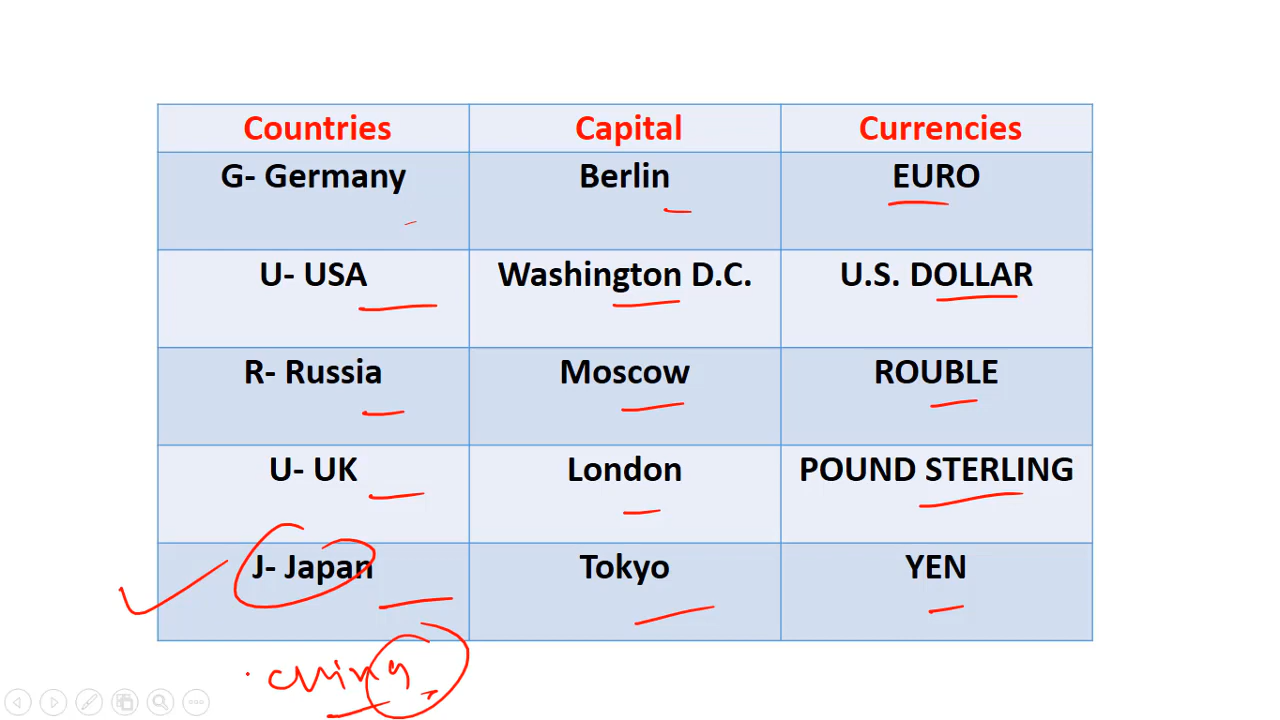 Countries Capital Currencies
G- Germany Berlin EURO
U- USA Washington D.C. U.S. DOLLAR
R- Russia Moscow ROUBLE
U- UK London POUND STERLING
J- Japan Tokyo YEN
china